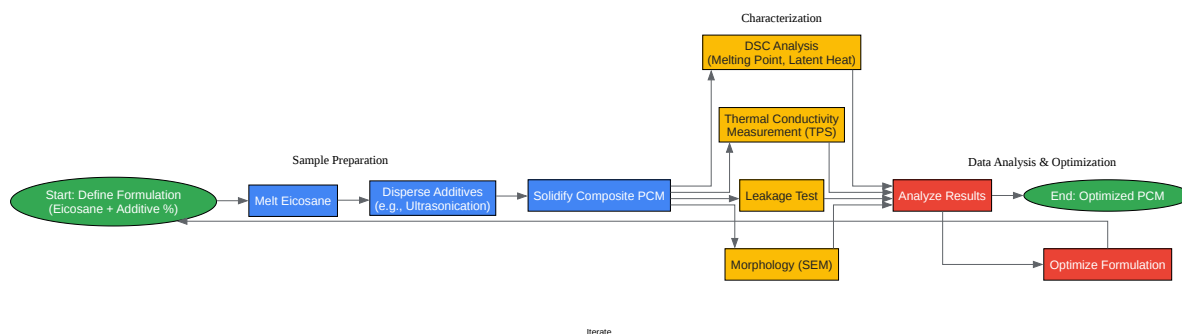 Characterization
DSC Analysis
(Melting Point, Latent Heat)
Thermal Conductivity
Measurement (TPS)
Sample Preparation
Data Analysis & Optimization
Start: Define Formulation
(Eicosane + Additive %)
Melt Eicosane
Disperse Additives
(e.g., Ultrasonication)
Solidify Composite PCM
Leakage Test
Analyze Results
End: Optimized PCM
Morphology (SEM)
Optimize Formulation
Iterate